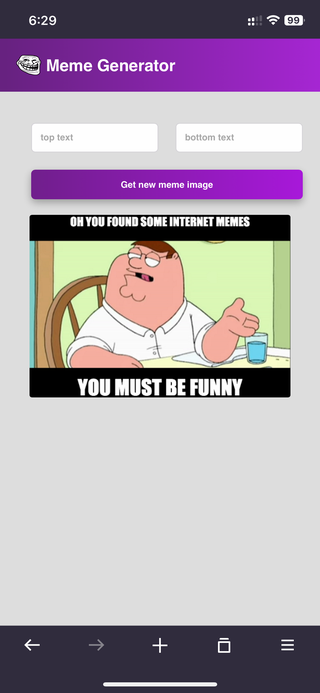 6:29
99
Meme Generator
top text
bottom text
Get new meme image
OH YOU FOUND SOME INTERNET MEMES
YOU MUST BE FUNNY